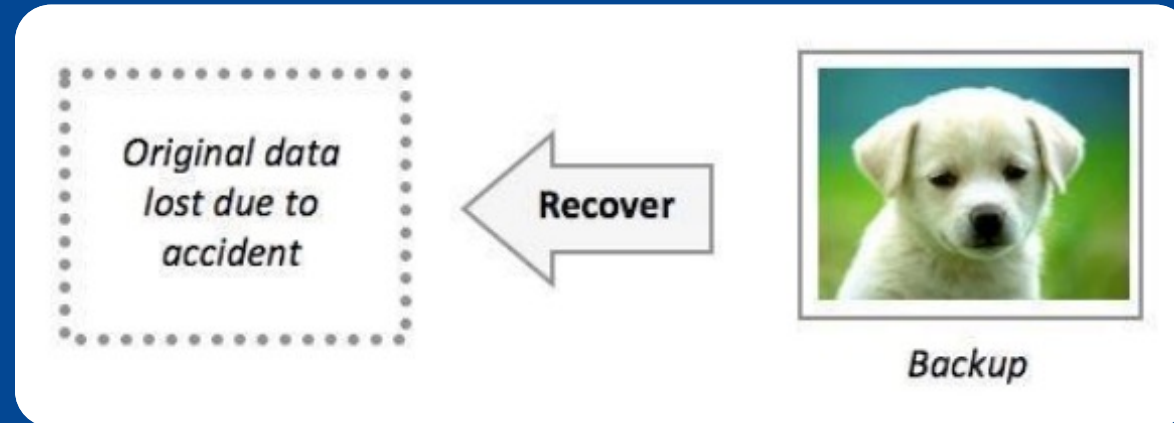 Original data
lost due to
accident
Recover
Backup